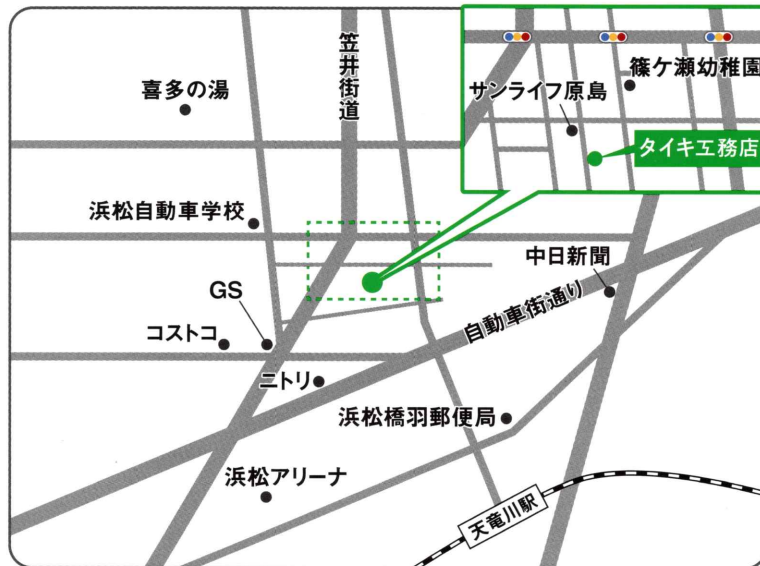 笠井街道
喜多の湯
サンライフ原島
篠ケ瀬幼稚園
タイキ工務店
浜松自動車学校
中日新聞
GS
自動車街通り
コストコ
ニトリ
浜松橋羽郵便局
浜松アリーナ
天竜川駅